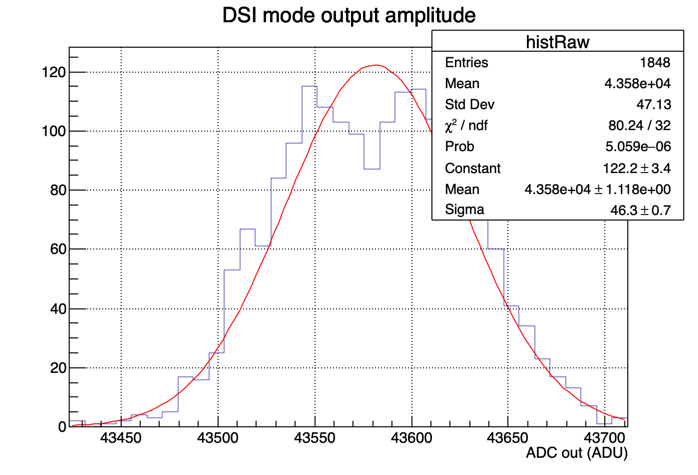 DSI mode output amplitude
histRaw
Entries 1848
Mean 4.358e+04
Std Dev 47.13
χ² / ndf 80.24 / 32
Prob 5.059e−06
Constant 122.2 ± 3.4
Mean 4.358e+04 ± 1.118e+00
Sigma 46.3 ± 0.7
120
100
80
60
40
20
0
43450 43500 43550 43600 43650 43700
ADC out (ADU)